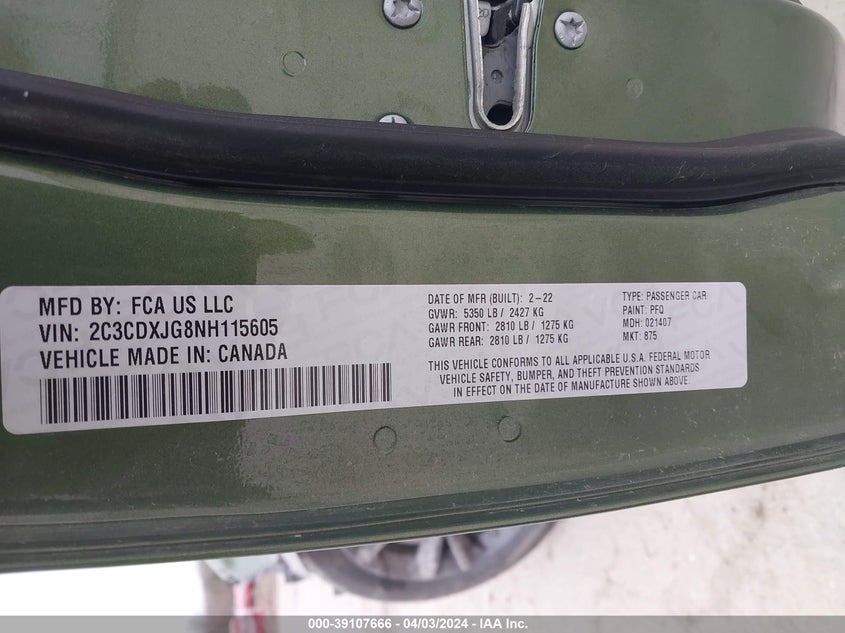 MFD BY: FCA US LLC
VIN: 2C3CDXJG8NH115605
VEHICLE MADE IN: CANADA
DATE OF MFR (BUILT): 2-22
GVWR: 5350 LB / 2427 KG
GAWR FRONT: 2810 LB / 1275 KG
GAWR REAR: 2810 LB / 1275 KG
TYPE: PASSENGER CAR
PAINT: PFQ
MDH: 021407
MKT: 875
THIS VEHICLE CONFORMS TO ALL APPLICABLE U.S.A. FEDERAL MOTOR
VEHICLE SAFETY, BUMPER, AND THEFT PREVENTION STANDARDS
IN EFFECT ON THE DATE OF MANUFACTURE SHOWN ABOVE.
000-39107666 - 04/03/2024 - IAA Inc.